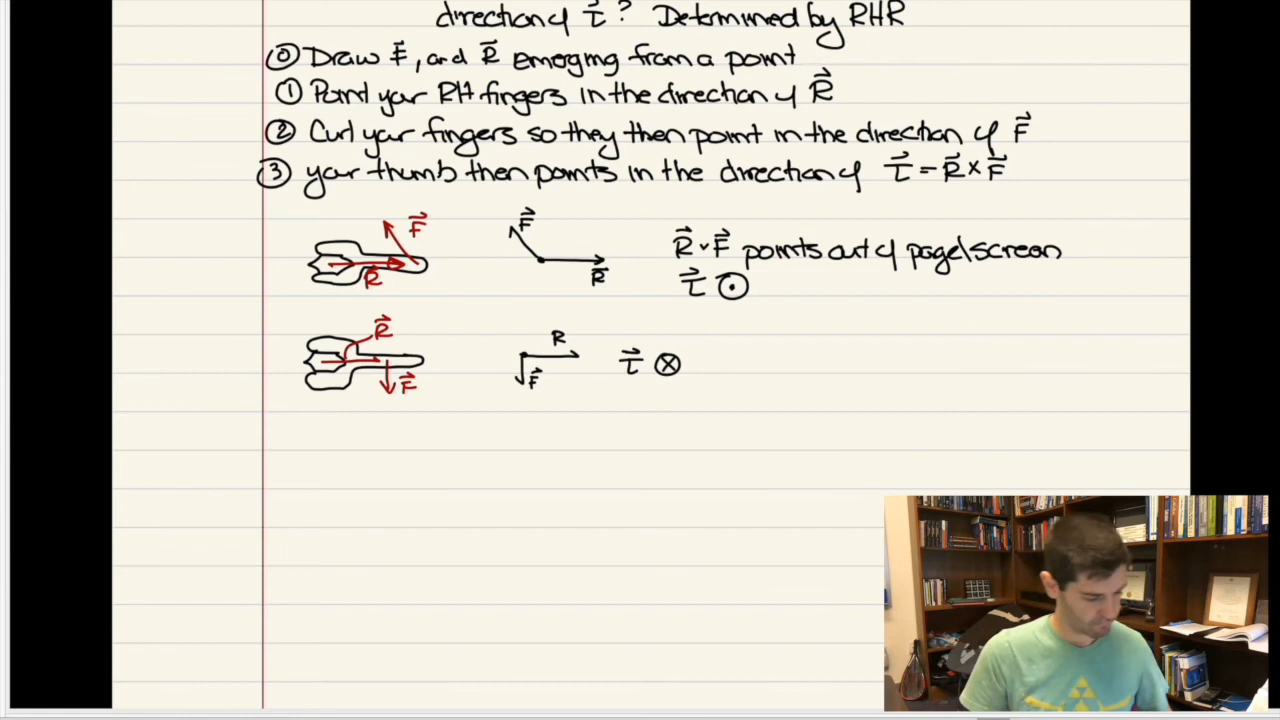 direction of τ⃗? Determined by RHR
⓪ Draw F⃗, and R⃗ emerging from a point
① Point your RH fingers in the direction of R⃗
② Curl your fingers so they then point in the direction of F⃗
③ your thumb then points in the direction of τ⃗ = R⃗ × F⃗
F⃗
R⃗
F⃗
R⃗
R⃗ × F⃗ points out of page/screen
τ⃗ ⊙
R⃗
F⃗
R
F⃗
τ⃗ ⊗